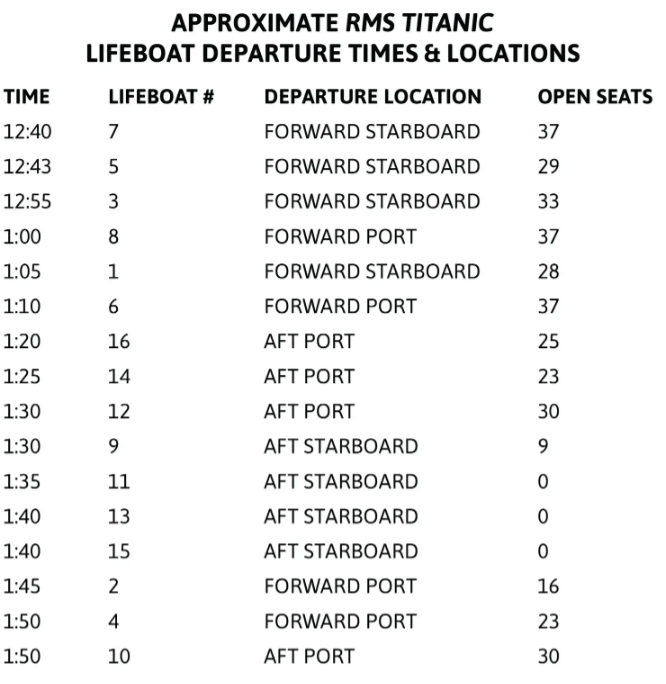 APPROXIMATE RMS TITANIC
LIFEBOAT DEPARTURE TIMES & LOCATIONS
TIME LIFEBOAT # DEPARTURE LOCATION OPEN SEATS
12:40 7 FORWARD STARBOARD 37
12:43 5 FORWARD STARBOARD 29
12:55 3 FORWARD STARBOARD 33
1:00 8 FORWARD PORT 37
1:05 1 FORWARD STARBOARD 28
1:10 6 FORWARD PORT 37
1:20 16 AFT PORT 25
1:25 14 AFT PORT 23
1:30 12 AFT PORT 30
1:30 9 AFT STARBOARD 9
1:35 11 AFT STARBOARD 0
1:40 13 AFT STARBOARD 0
1:40 15 AFT STARBOARD 0
1:45 2 FORWARD PORT 16
1:50 4 FORWARD PORT 23
1:50 10 AFT PORT 30